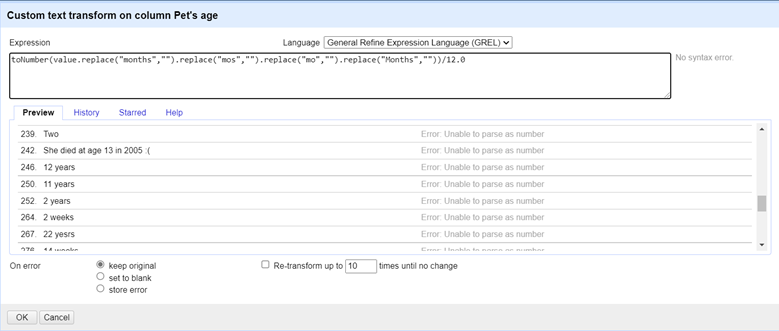 Custom text transform on column Pet's age
Expression Language General Refine Expression Language (GREL)
toNumber(value.replace("months","").replace("mos","").replace("mo","").replace("Months",""))/12.0 No syntax error.
Preview History Starred Help
239. Two Error: Unable to parse as number
242. She died at age 13 in 2005 :( Error: Unable to parse as number
246. 12 years Error: Unable to parse as number
250. 11 years Error: Unable to parse as number
252. 2 years Error: Unable to parse as number
264. 2 weeks Error: Unable to parse as number
267. 22 yesrs Error: Unable to parse as number
276. 14 weeks Error: Unable to parse as number
On error keep original Re-transform up to 10 times until no change
set to blank
store error
OK Cancel